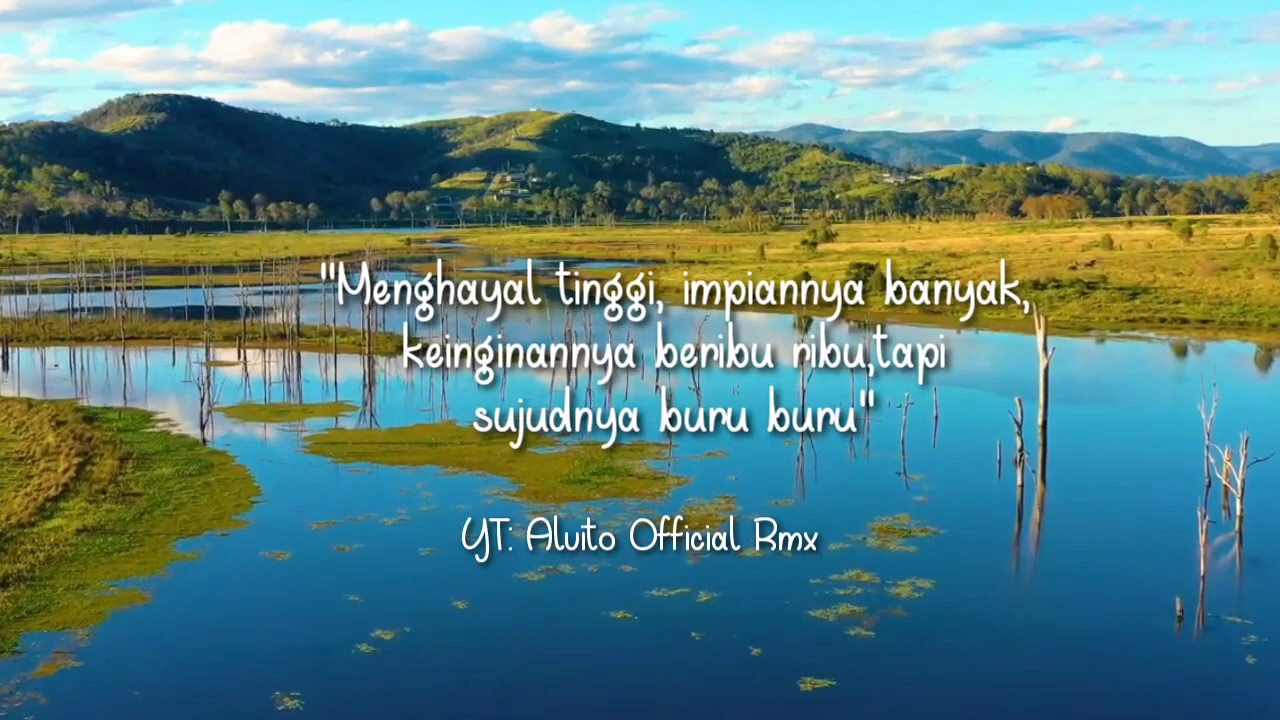 "Menghayal tinggi, impiannya banyak,
keinginannya beribu ribu,tapi
sujudnya buru buru"
YT: Aluito Official Rmx